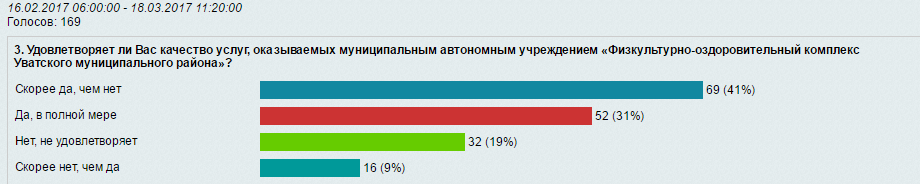 16.02.2017 06:00:00 - 18.03.2017 11:20:00
Голосов: 169
3. Удовлетворяет ли Вас качество услуг, оказываемых муниципальным автономным учреждением «Физкультурно-оздоровительный комплекс
Уватского муниципального района»?
Скорее да, чем нет 69 (41%)
Да, в полной мере 52 (31%)
Нет, не удовлетворяет 32 (19%)
Скорее нет, чем да 16 (9%)